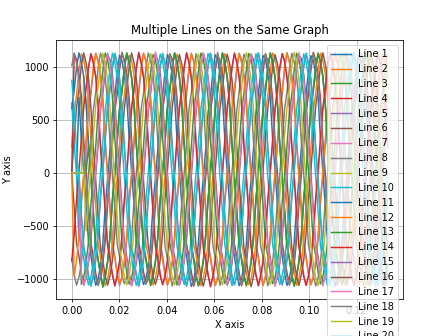 Multiple Lines on the Same Graph
Y axis
1000
500
0
−500
−1000
0.00
0.02
0.04
0.06
0.08
0.10
X axis
Line 1
Line 2
Line 3
Line 4
Line 5
Line 6
Line 7
Line 8
Line 9
Line 10
Line 11
Line 12
Line 13
Line 14
Line 15
Line 16
Line 17
Line 18
Line 19
Line 20